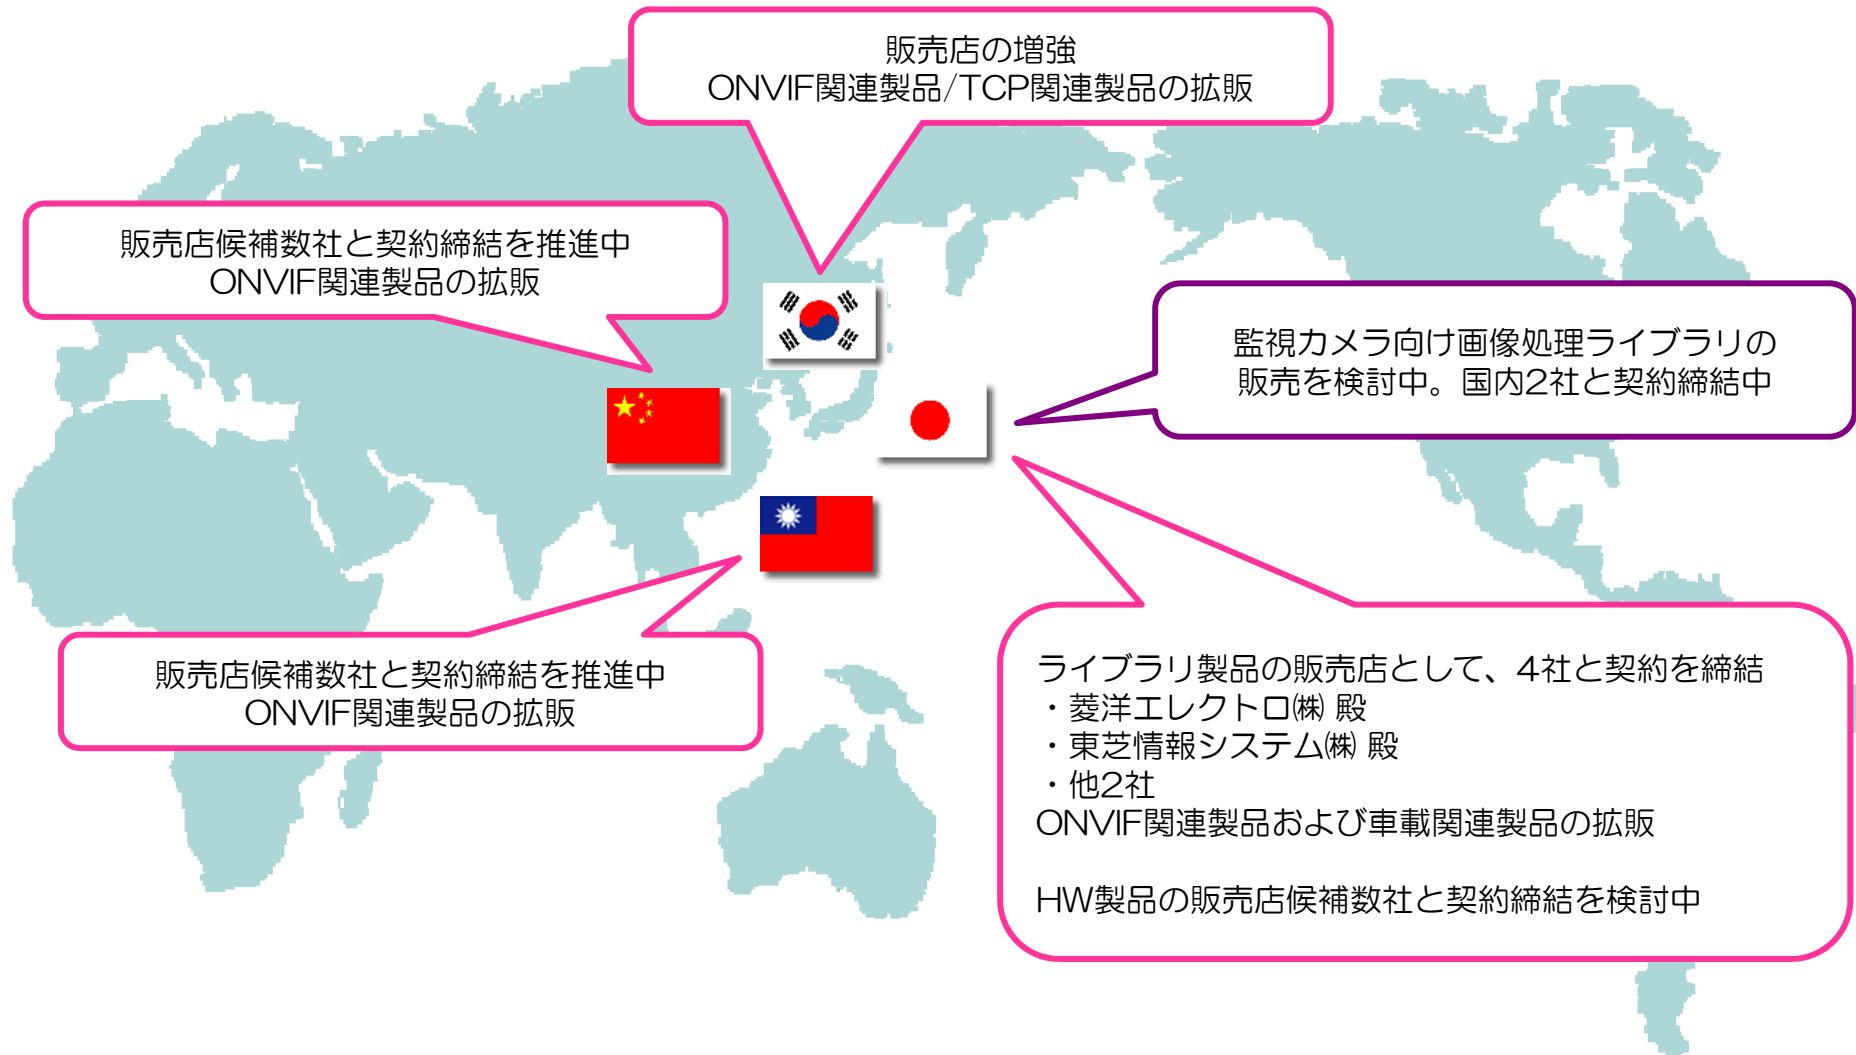 販売店の増強
ONVIF関連製品/TCP関連製品の拡販
販売店候補数社と契約締結を推進中
ONVIF関連製品の拡販
監視カメラ向け画像処理ライブラリの
販売を検討中。国内2社と契約締結中
販売店候補数社と契約締結を推進中
ONVIF関連製品の拡販
ライブラリ製品の販売店として、4社と契約を締結
・菱洋エレクトロ㈱ 殿
・東芝情報システム㈱ 殿
・他2社
ONVIF関連製品および車載関連製品の拡販
HW製品の販売店候補数社と契約締結を検討中